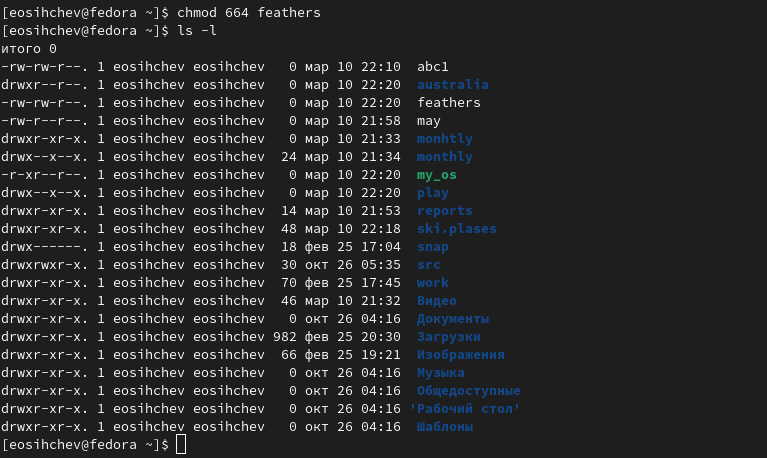 [eosihchev@fedora ~]$ chmod 664 feathers
[eosihchev@fedora ~]$ ls -l
итого 0
-rw-rw-r--. 1 eosihchev eosihchev   0 мар 10 22:10  abc1
drwxr--r--. 1 eosihchev eosihchev   0 мар 10 22:20  australia
-rw-rw-r--. 1 eosihchev eosihchev   0 мар 10 22:20  feathers
-rw-r--r--. 1 eosihchev eosihchev   0 мар 10 21:58  may
drwxr-xr-x. 1 eosihchev eosihchev   0 мар 10 21:33  monhtly
drwx--x--x. 1 eosihchev eosihchev  24 мар 10 21:34  monthly
-r-xr--r--. 1 eosihchev eosihchev   0 мар 10 22:20  my_os
drwx--x--x. 1 eosihchev eosihchev   0 мар 10 22:20  play
drwxr-xr-x. 1 eosihchev eosihchev  14 мар 10 21:53  reports
drwxr-xr-x. 1 eosihchev eosihchev  48 мар 10 22:18  ski.plases
drwx------. 1 eosihchev eosihchev  18 фев 25 17:04  snap
drwxrwxr-x. 1 eosihchev eosihchev  30 окт 26 05:35  src
drwxr-xr-x. 1 eosihchev eosihchev  70 фев 25 17:45  work
drwxr-xr-x. 1 eosihchev eosihchev  46 мар 10 21:32  Видео
drwxr-xr-x. 1 eosihchev eosihchev   0 окт 26 04:16  Документы
drwxr-xr-x. 1 eosihchev eosihchev 982 фев 25 20:30  Загрузки
drwxr-xr-x. 1 eosihchev eosihchev  66 фев 25 19:21  Изображения
drwxr-xr-x. 1 eosihchev eosihchev   0 окт 26 04:16  Музыка
drwxr-xr-x. 1 eosihchev eosihchev   0 окт 26 04:16  Общедоступные
drwxr-xr-x. 1 eosihchev eosihchev   0 окт 26 04:16 'Рабочий стол'
drwxr-xr-x. 1 eosihchev eosihchev   0 окт 26 04:16  Шаблоны
[eosihchev@fedora ~]$